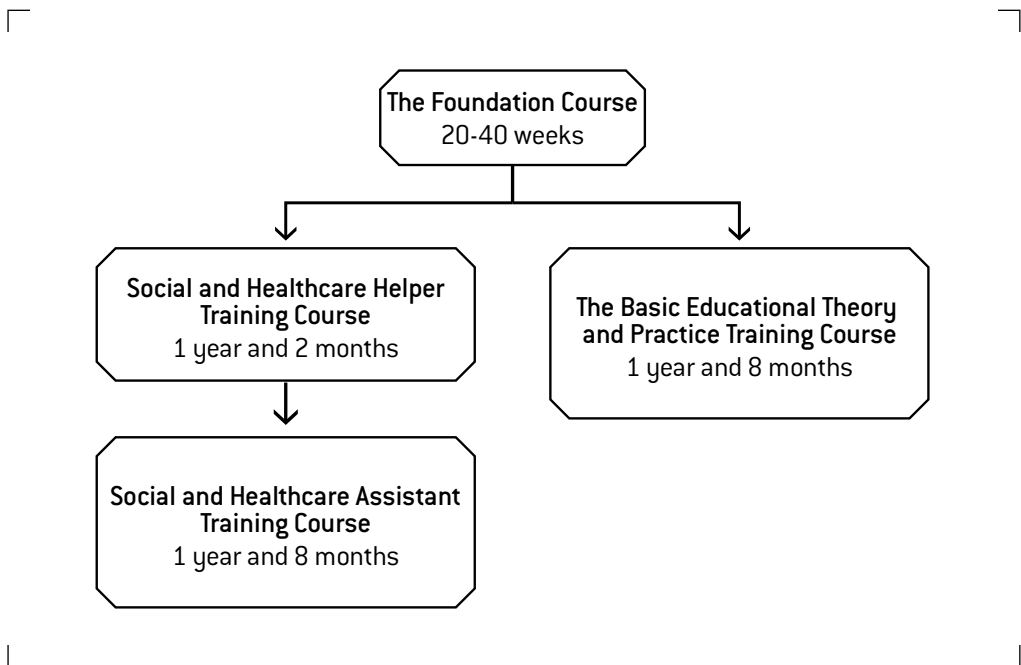 The Foundation Course
20-40 weeks
Social and Healthcare Helper
Training Course
1 year and 2 months
The Basic Educational Theory
and Practice Training Course
1 year and 8 months
Social and Healthcare Assistant
Training Course
1 year and 8 months